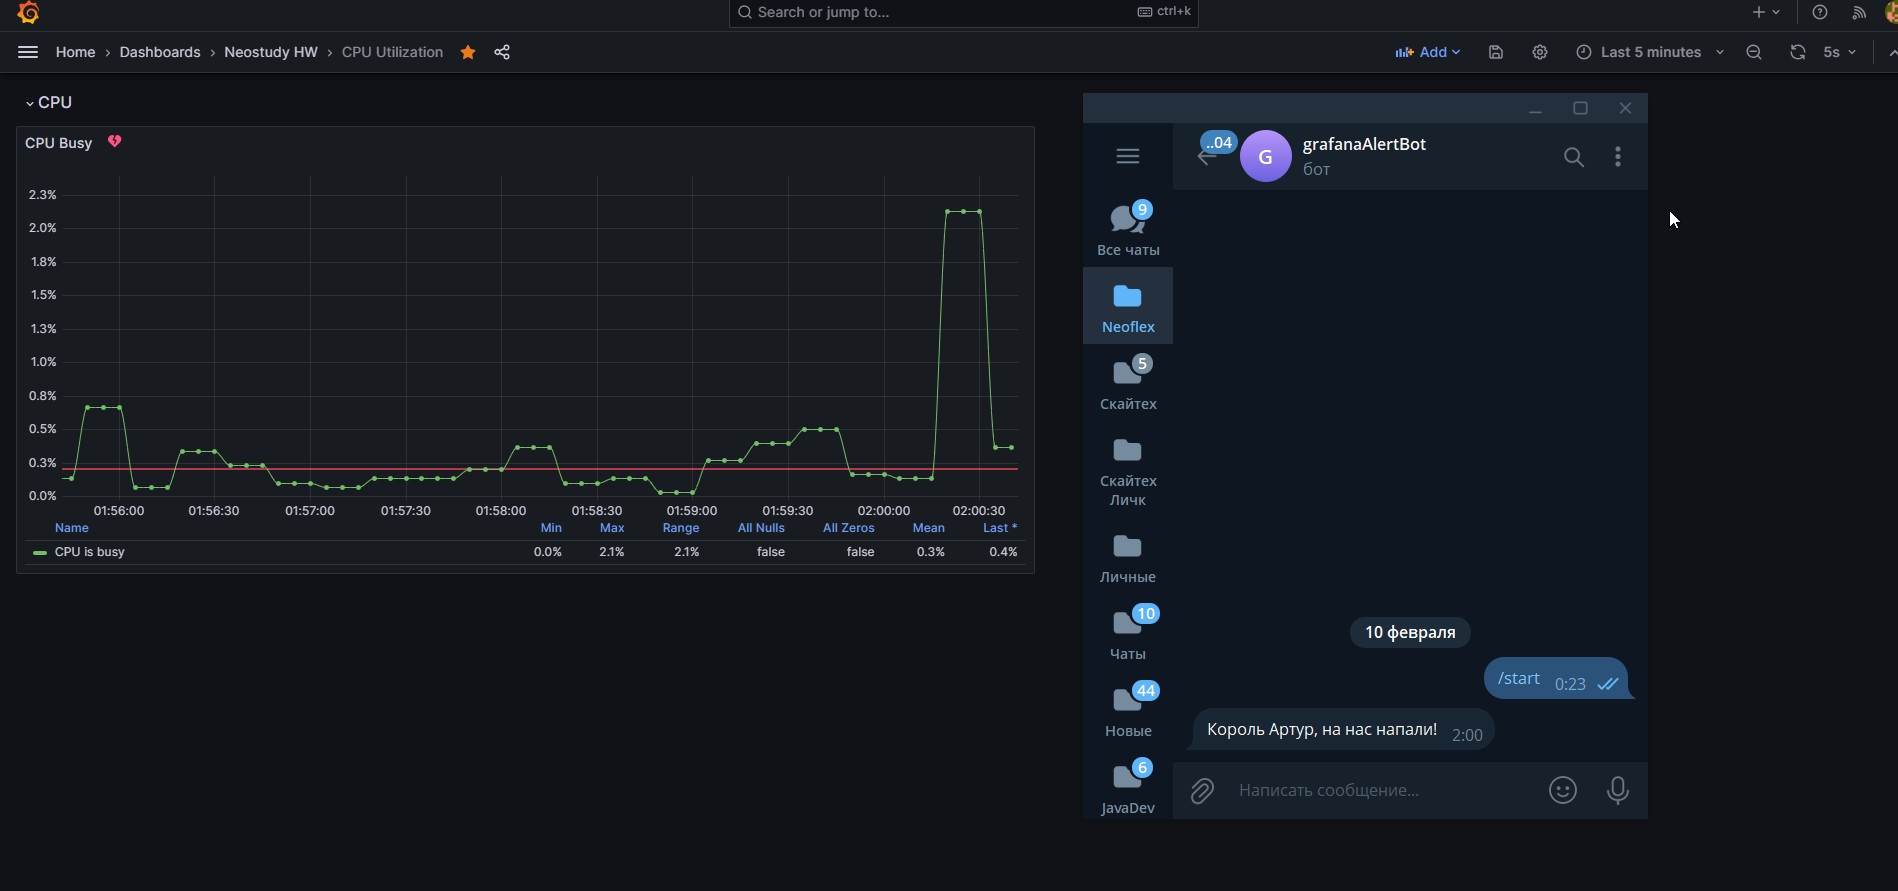 Search or jump to...
ctrl+k
Home › Dashboards › Neostudy HW › CPU Utilization
Add
Last 5 minutes
5s
CPU
CPU Busy
2.3%
2.0%
1.8%
1.5%
1.3%
1.0%
0.8%
0.5%
0.3%
0.0%
01:56:00 01:56:30 01:57:00 01:57:30 01:58:00 01:58:30 01:59:00 01:59:30 02:00:00 02:00:30
Name Min Max Range All Nulls All Zeros Mean Last *
CPU is busy 0.0% 2.1% 2.1% false false 0.3% 0.4%
..04
G
grafanaAlertBot
бот
9
Все чаты
Neoflex
5
Скайтех
Скайтех
Личк
Личные
10
Чаты
44
Новые
6
JavaDev
10 февраля
/start 0:23
Король Артур, на нас напали! 2:00
Написать сообщение...